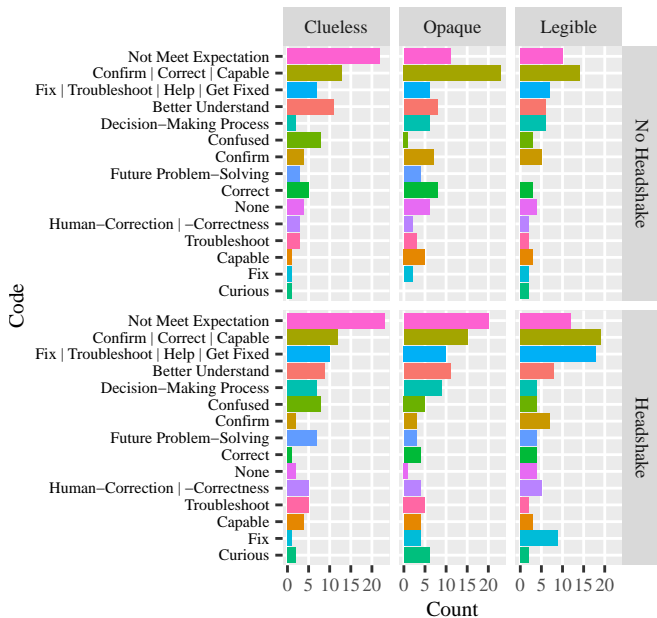 Clueless Opaque Legible
Not Meet Expectation
Confirm | Correct | Capable
Fix | Troubleshoot | Help | Get Fixed
Better Understand
Decision−Making Process
Confused
Confirm
Future Problem−Solving
Correct
None
Human−Correction | −Correctness
Troubleshoot
Capable
Fix
Curious
No Headshake
Code
Not Meet Expectation
Confirm | Correct | Capable
Fix | Troubleshoot | Help | Get Fixed
Better Understand
Decision−Making Process
Confused
Confirm
Future Problem−Solving
Correct
None
Human−Correction | −Correctness
Troubleshoot
Capable
Fix
Curious
Headshake
0 5 10 15 20 0 5 10 15 20 0 5 10 15 20
Count